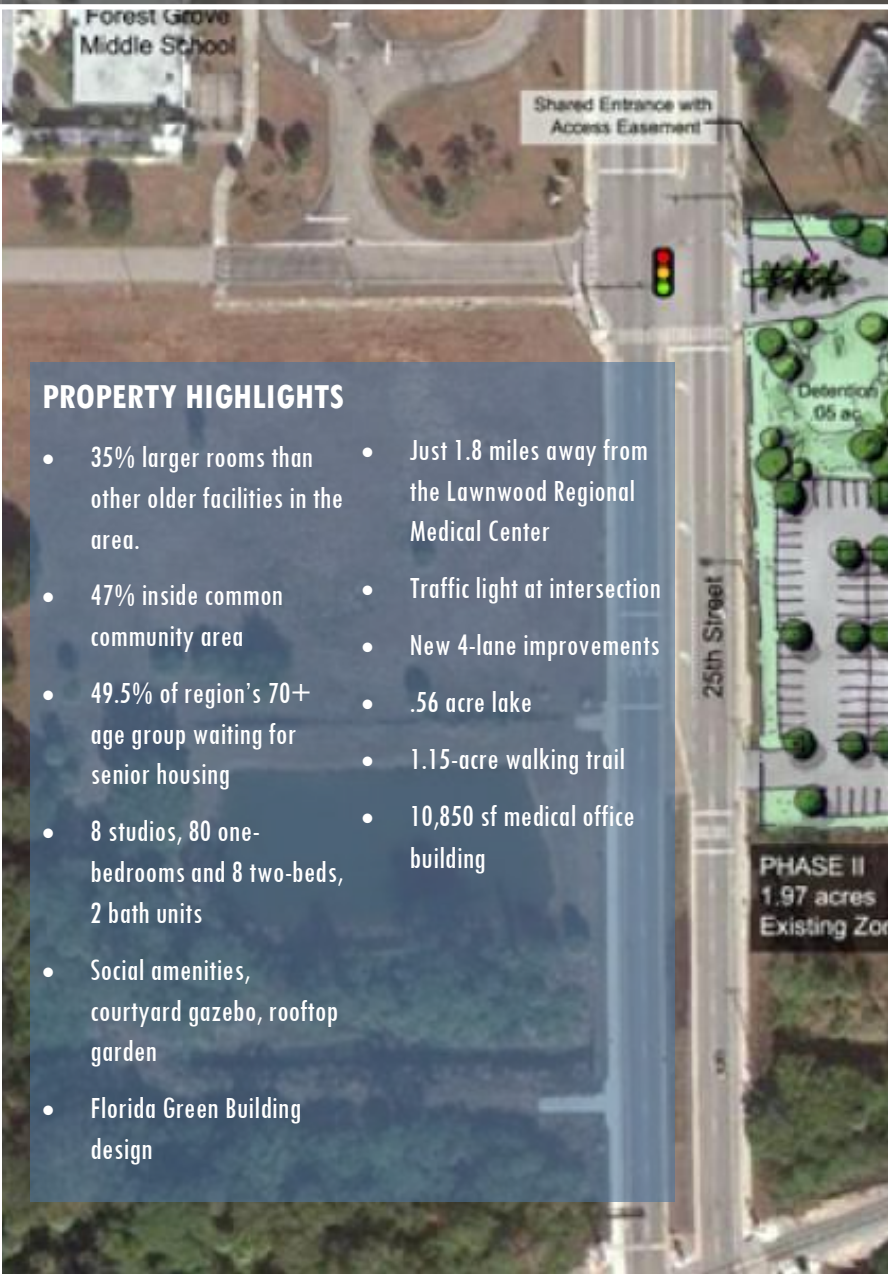 Forest Grove
Middle School
Shared Entrance with
Access Easement
Detention
.05 ac
PROPERTY HIGHLIGHTS
• 35% larger rooms than
other older facilities in the
area.
• 47% inside common
community area
• 49.5% of region's 70+
age group waiting for
senior housing
• 8 studios, 80 one-
bedrooms and 8 two-beds,
2 bath units
• Social amenities,
courtyard gazebo, rooftop
garden
• Florida Green Building
design
• Just 1.8 miles away from
the Lawnwood Regional
Medical Center
• Traffic light at intersection
• New 4-lane improvements
• .56 acre lake
• 1.15-acre walking trail
• 10,850 sf medical office
building
25th Street
PHASE II
1.97 acres
Existing Zor